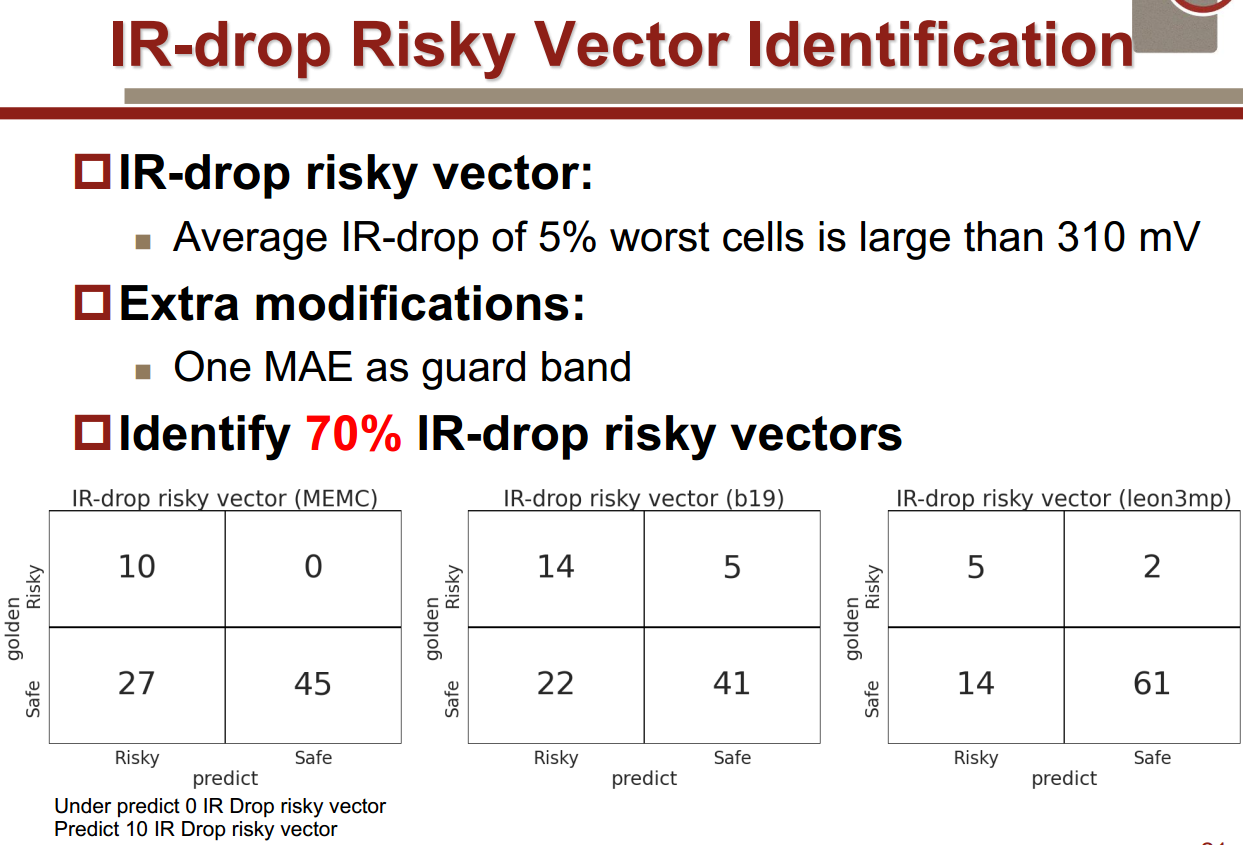 IR-drop Risky Vector Identification
IR-drop risky vector:
Average IR-drop of 5% worst cells is large than 310 mV
Extra modifications:
One MAE as guard band
Identify 70% IR-drop risky vectors
IR-drop risky vector (MEMC)
golden
Risky
Safe
10
0
27
45
Risky
Safe
predict
IR-drop risky vector (b19)
golden
Risky
Safe
14
5
22
41
Risky
Safe
predict
IR-drop risky vector (leon3mp)
golden
Risky
Safe
5
2
14
61
Risky
Safe
predict
Under predict 0 IR Drop risky vector
Predict 10 IR Drop risky vector